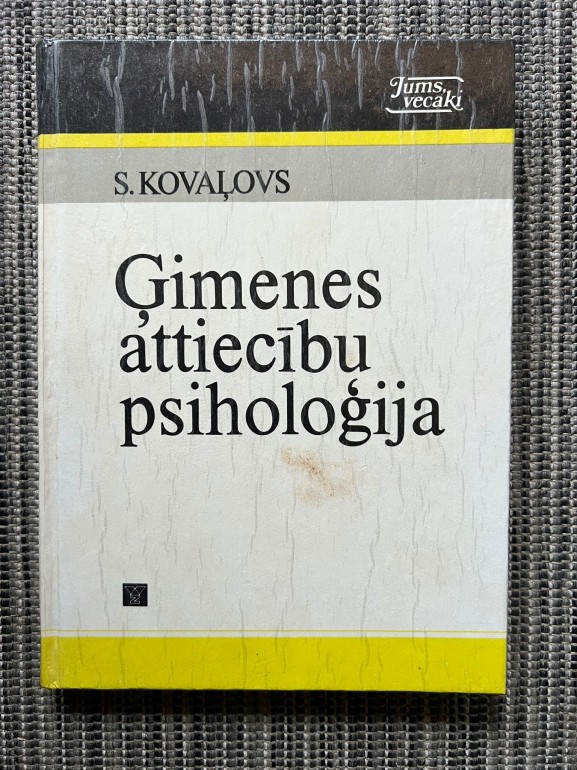 Jums,
vecāki
S. KOVAĻOVS
Ģimenes
attiecību
psiholoģija